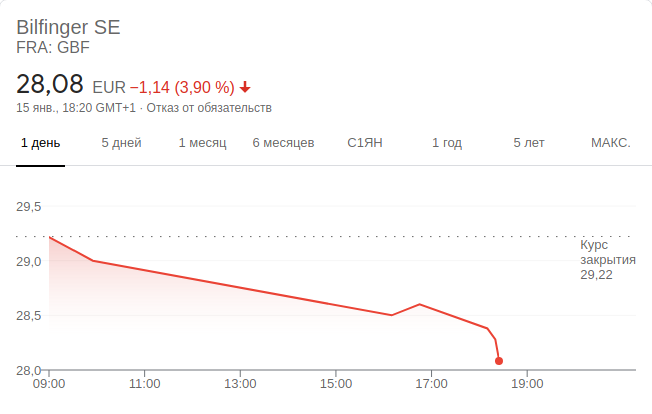 Bilfinger SE
FRA: GBF
28,08 EUR −1,14 (3,90 %)
15 янв., 18:20 GMT+1 · Отказ от обязательств
1 день 5 дней 1 месяц 6 месяцев С1ЯН 1 год 5 лет МАКС.
29,5
Курс
закрытия
29,22
29,0
28,5
28,0
09:00 11:00 13:00 15:00 17:00 19:00